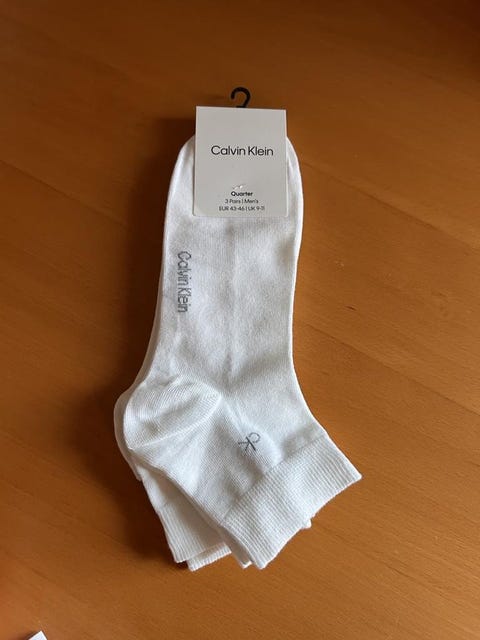 Calvin Klein
Quarter
3 Pairs | Men's
EUR 43-46 | UK 9-11
Calvin Klein